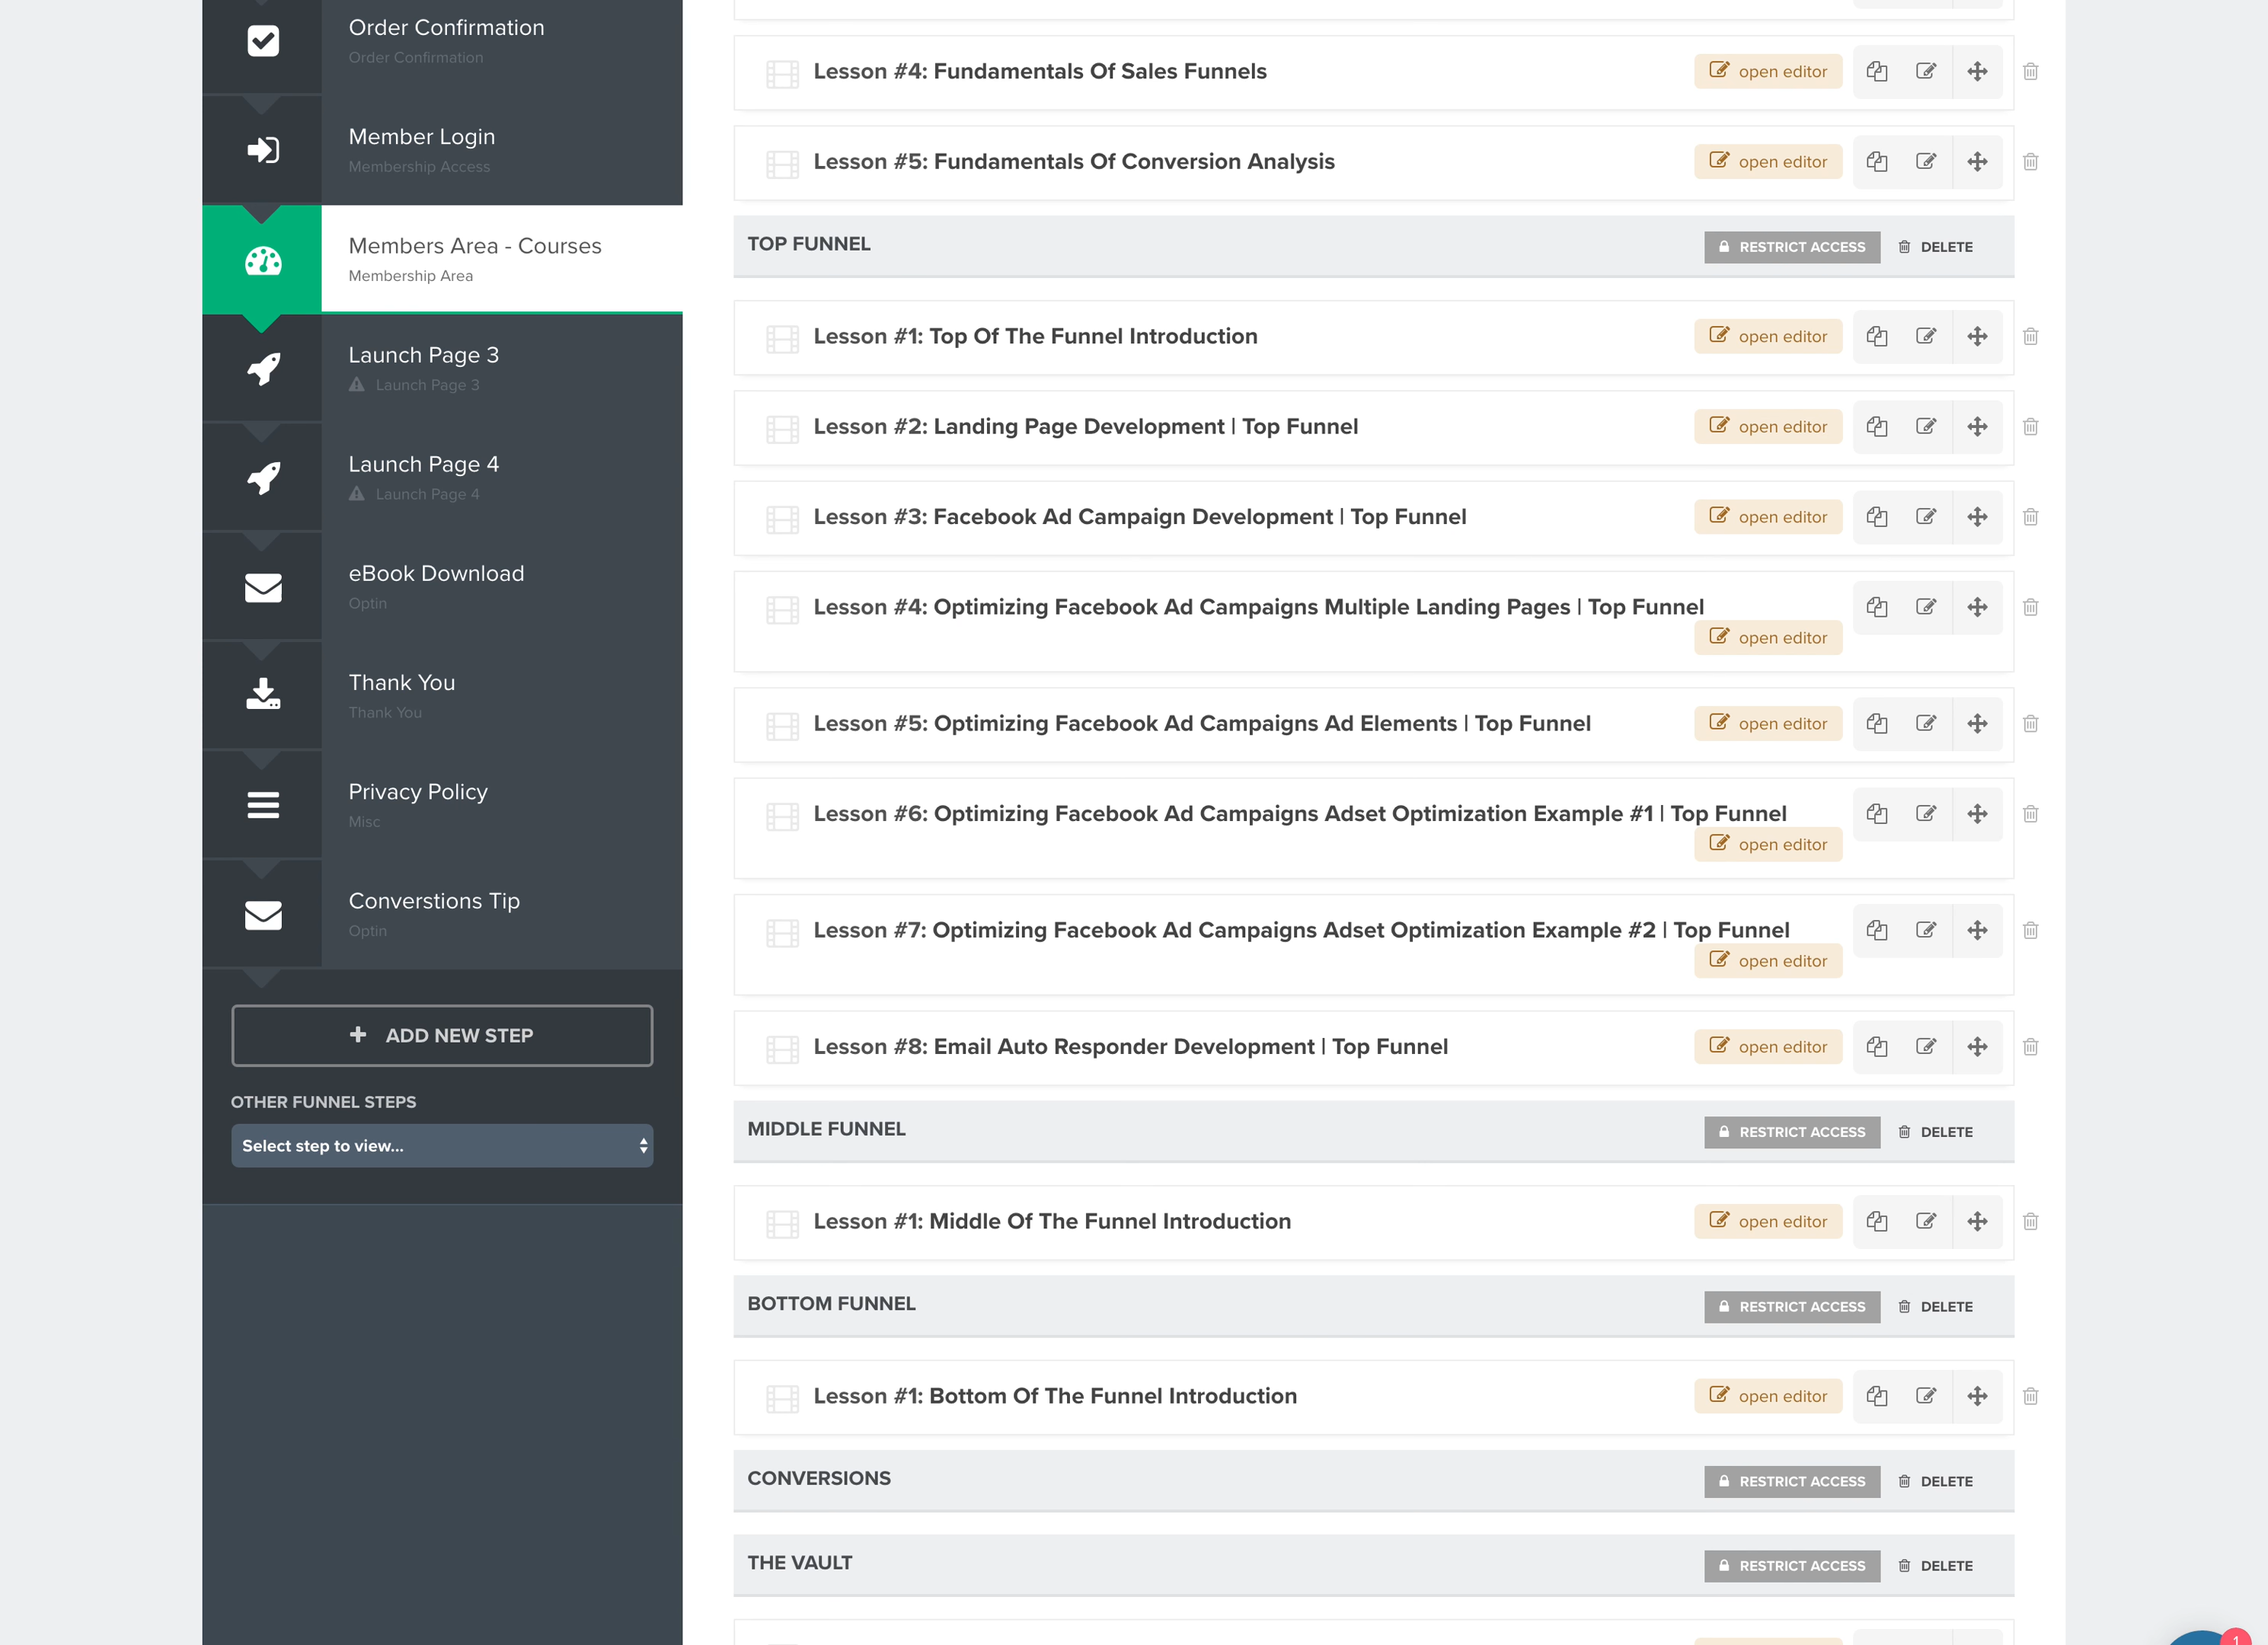 Order Confirmation
Order Confirmation
Member Login
Membership Access
Members Area - Courses
Membership Area
Launch Page 3
Launch Page 3
Launch Page 4
Launch Page 4
eBook Download
Optin
Thank You
Thank You
Privacy Policy
Misc
Converstions Tip
Optin
+ ADD NEW STEP
OTHER FUNNEL STEPS
Select step to view...
Lesson #4: Fundamentals Of Sales Funnels open editor
Lesson #5: Fundamentals Of Conversion Analysis open editor
TOP FUNNEL RESTRICT ACCESS DELETE
Lesson #1: Top Of The Funnel Introduction open editor
Lesson #2: Landing Page Development | Top Funnel open editor
Lesson #3: Facebook Ad Campaign Development | Top Funnel open editor
Lesson #4: Optimizing Facebook Ad Campaigns Multiple Landing Pages | Top Funnel
open editor
Lesson #5: Optimizing Facebook Ad Campaigns Ad Elements | Top Funnel open editor
Lesson #6: Optimizing Facebook Ad Campaigns Adset Optimization Example #1 | Top Funnel
open editor
Lesson #7: Optimizing Facebook Ad Campaigns Adset Optimization Example #2 | Top Funnel
open editor
Lesson #8: Email Auto Responder Development | Top Funnel open editor
MIDDLE FUNNEL RESTRICT ACCESS DELETE
Lesson #1: Middle Of The Funnel Introduction open editor
BOTTOM FUNNEL RESTRICT ACCESS DELETE
Lesson #1: Bottom Of The Funnel Introduction open editor
CONVERSIONS RESTRICT ACCESS DELETE
THE VAULT RESTRICT ACCESS DELETE
1